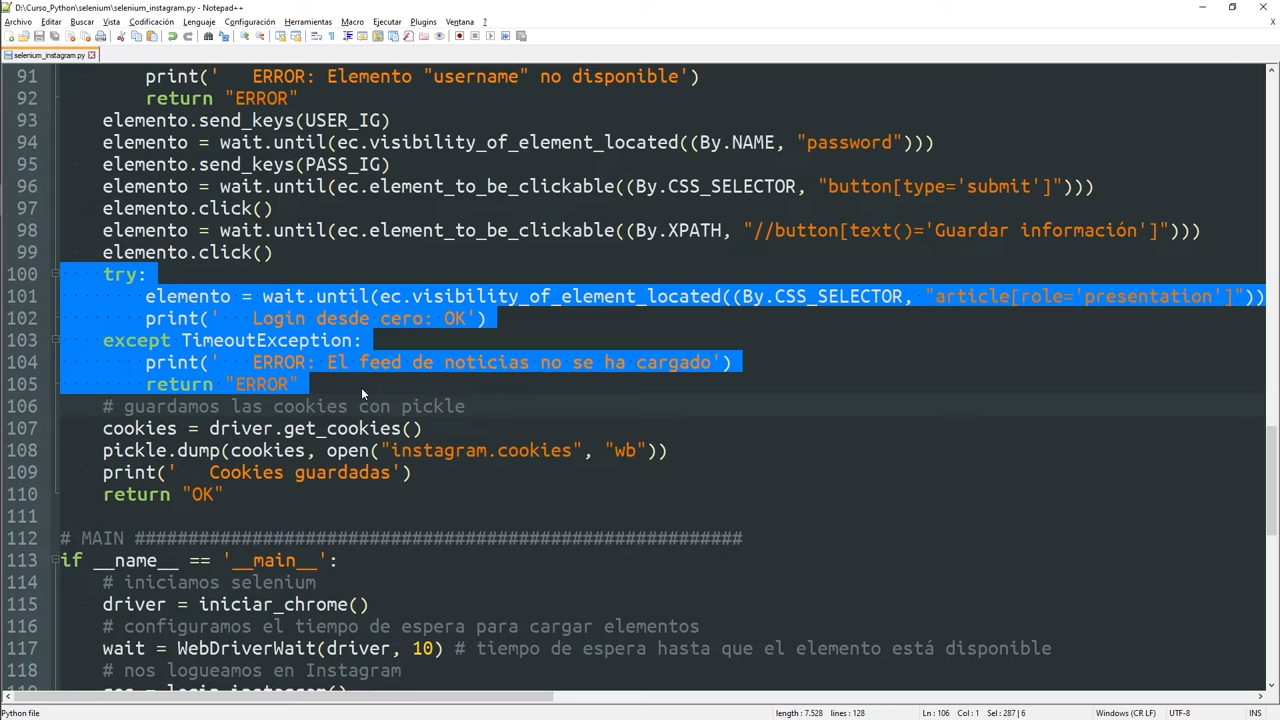 D:\Curso_Python\selenium\selenium_instagram.py - Notepad++
Archivo Editar Buscar Vista Codificación Lenguaje Configuración Herramientas Macro Ejecutar Plugins Ventana ?
X
selenium_instagram.py
91 print('   ERROR: Elemento "username" no disponible')
92 return "ERROR"
93 elemento.send_keys(USER_IG)
94 elemento = wait.until(ec.visibility_of_element_located((By.NAME, "password")))
95 elemento.send_keys(PASS_IG)
96 elemento = wait.until(ec.element_to_be_clickable((By.CSS_SELECTOR, "button[type='submit']")))
97 elemento.click()
98 elemento = wait.until(ec.element_to_be_clickable((By.XPATH, "//button[text()='Guardar información']")))
99 elemento.click()
100 try:
101 elemento = wait.until(ec.visibility_of_element_located((By.CSS_SELECTOR, "article[role='presentation']"))
102 print('   Login desde cero: OK')
103 except TimeoutException:
104 print('   ERROR: El feed de noticias no se ha cargado')
105 return "ERROR"
106 # guardamos las cookies con pickle
107 cookies = driver.get_cookies()
108 pickle.dump(cookies, open("instagram.cookies", "wb"))
109 print('   Cookies guardadas')
110 return "OK"
111
112 # MAIN #########################################################
113 if __name__ == '__main__':
114 # iniciamos selenium
115 driver = iniciar_chrome()
116 # configuramos el tiempo de espera para cargar elementos
117 wait = WebDriverWait(driver, 10) # tiempo de espera hasta que el elemento está disponible
118 # nos logueamos en Instagram
Python file length : 7.528 lines : 128 Ln : 106 Col : 1 Sel : 287 | 6 Windows (CR LF) UTF-8 INS